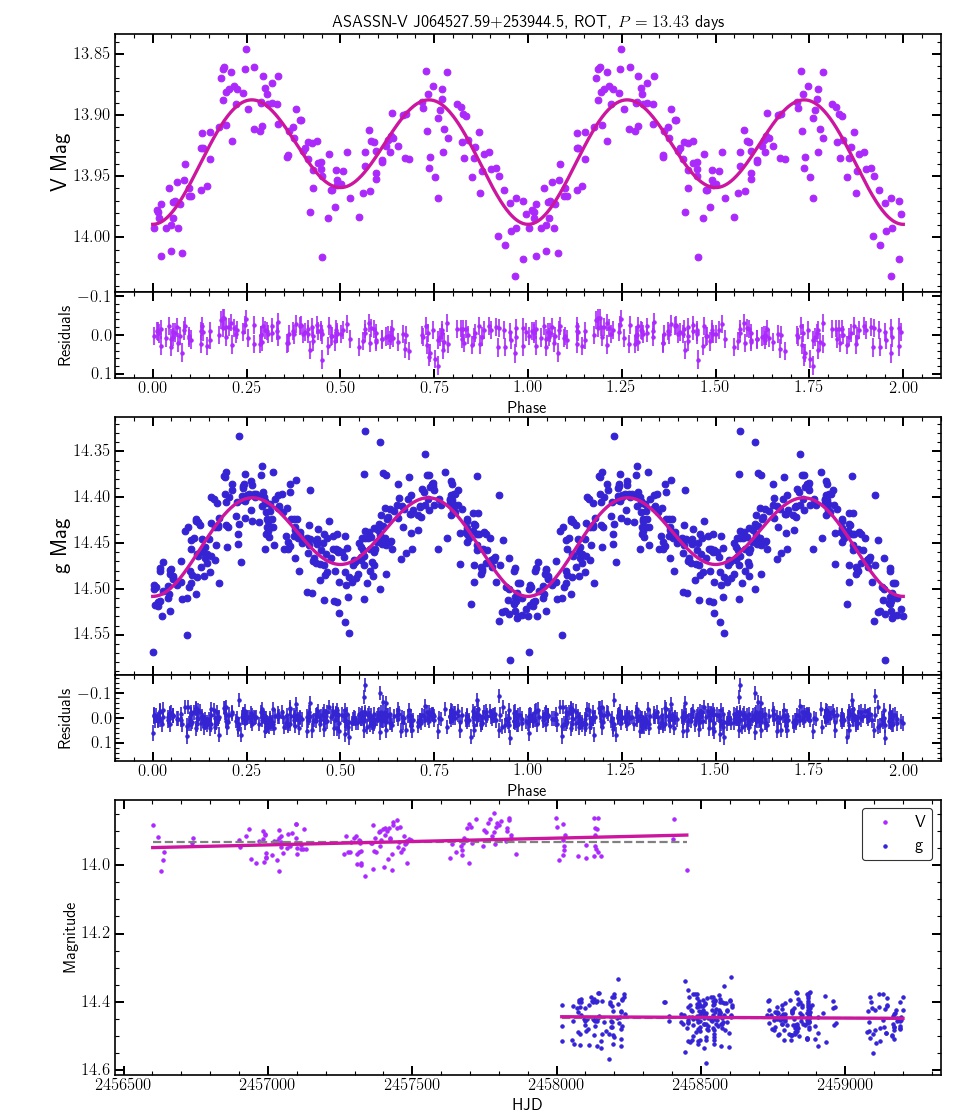 ASASSN-V J064527.59+253944.5, ROT, P = 13.43 days
V Mag
13.85
13.90
13.95
14.00
Residuals
−0.1
0.0
0.1
0.00 0.25 0.50 0.75 1.00 1.25 1.50 1.75 2.00
Phase
g Mag
14.35
14.40
14.45
14.50
14.55
Residuals
−0.1
0.0
0.1
0.00 0.25 0.50 0.75 1.00 1.25 1.50 1.75 2.00
Phase
Magnitude
14.0
14.2
14.4
14.6
V
g
2456500 2457000 2457500 2458000 2458500 2459000
HJD